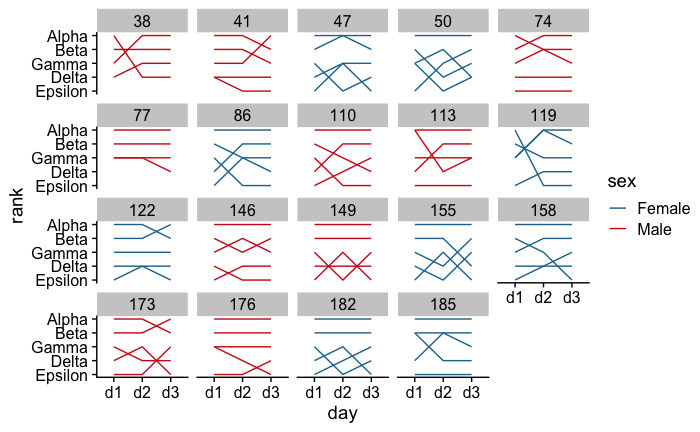 38 41 47 50 74
Alpha
Beta
Gamma
Delta
Epsilon
77 86 110 113 119
Alpha
Beta
Gamma
Delta
Epsilon
122 146 149 155 158
Alpha
Beta
Gamma
Delta
Epsilon
d1 d2 d3
173 176 182 185
Alpha
Beta
Gamma
Delta
Epsilon
d1 d2 d3 d1 d2 d3 d1 d2 d3 d1 d2 d3
day
rank
sex
Female
Male